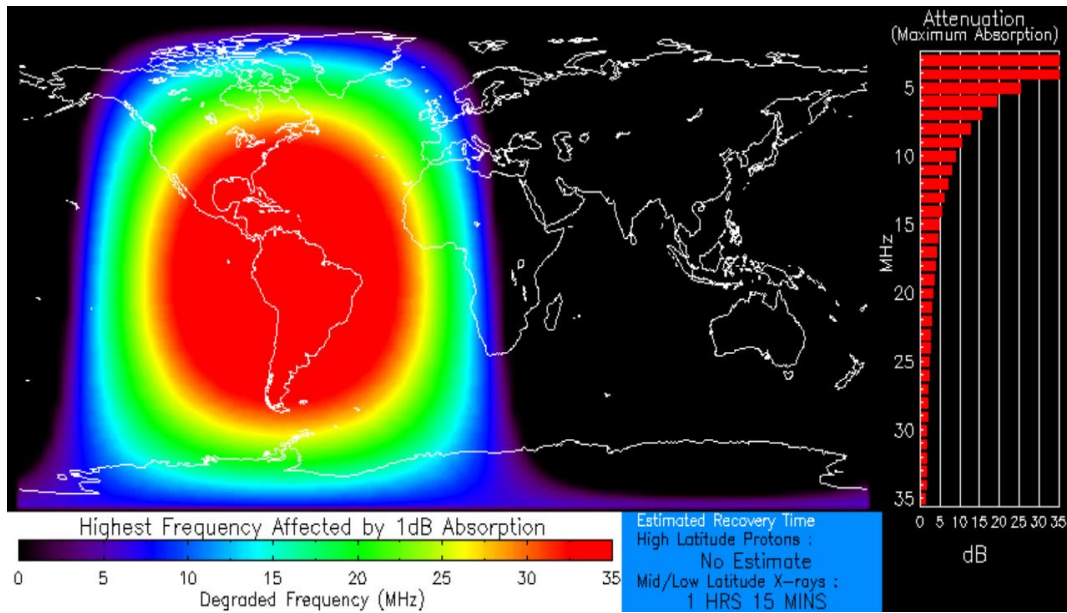 Attenuation
(Maximum Absorption)
5
10
15
20
25
30
35
MHz
0 5 10 15 20 25 30 35
dB
Highest Frequency Affected by 1dB Absorption
0 5 10 15 20 25 30 35
Degraded Frequency (MHz)
Estimated Recovery Time
High Latitude Protons :
No Estimate
Mid/Low Latitude X-rays :
1 HRS 15 MINS